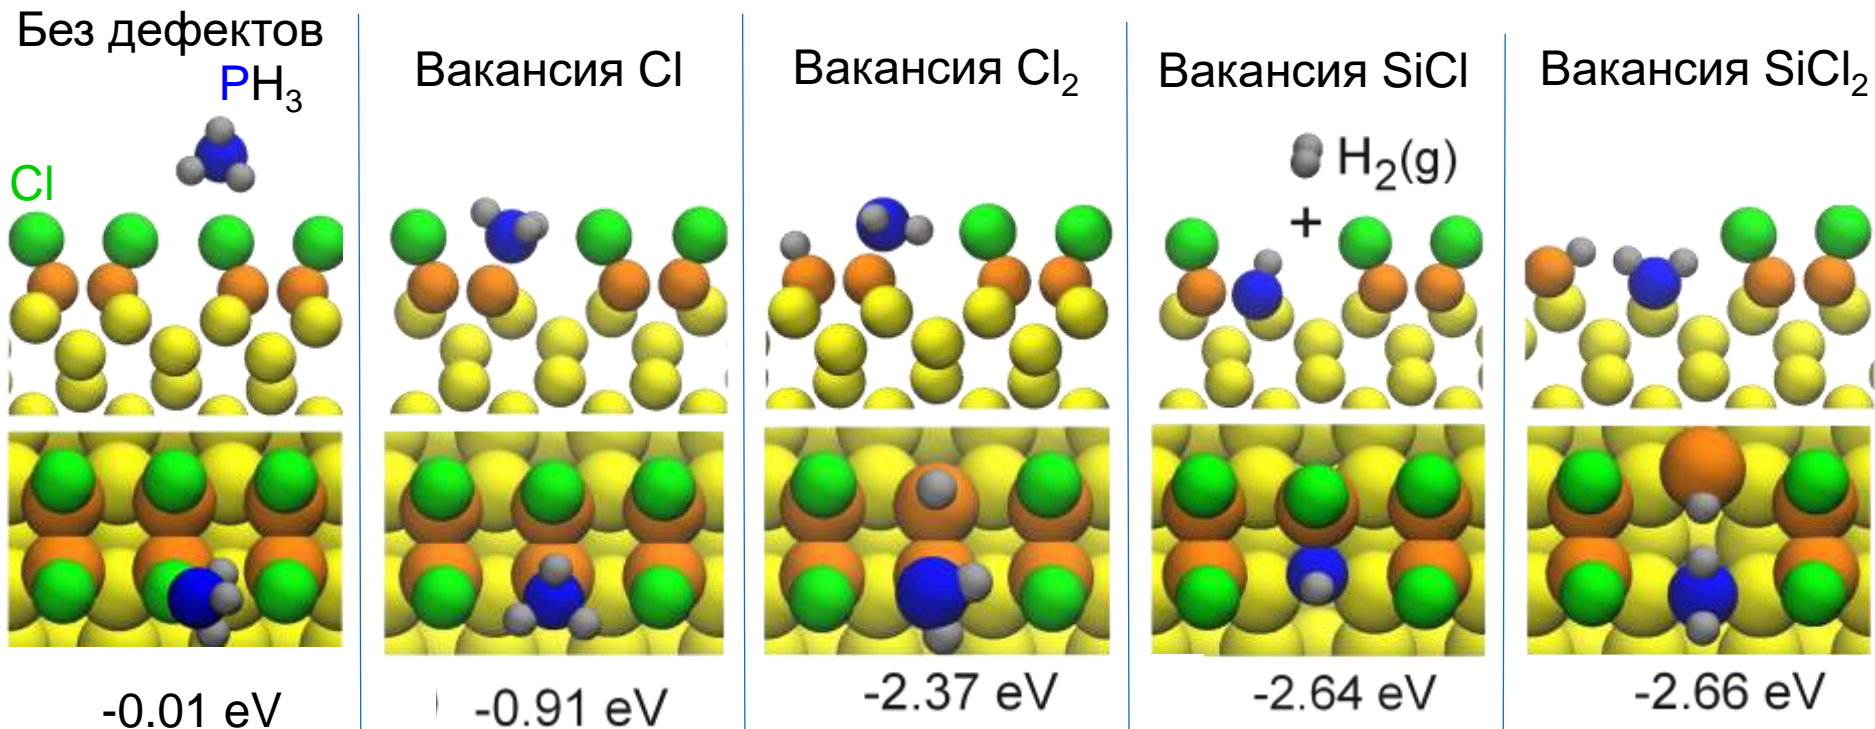 Без дефектов
PH₃
Cl
-0.01 eV
Вакансия Cl
-0.91 eV
Вакансия Cl₂
-2.37 eV
Вакансия SiCl
H₂(g)
+
-2.64 eV
Вакансия SiCl₂
-2.66 eV